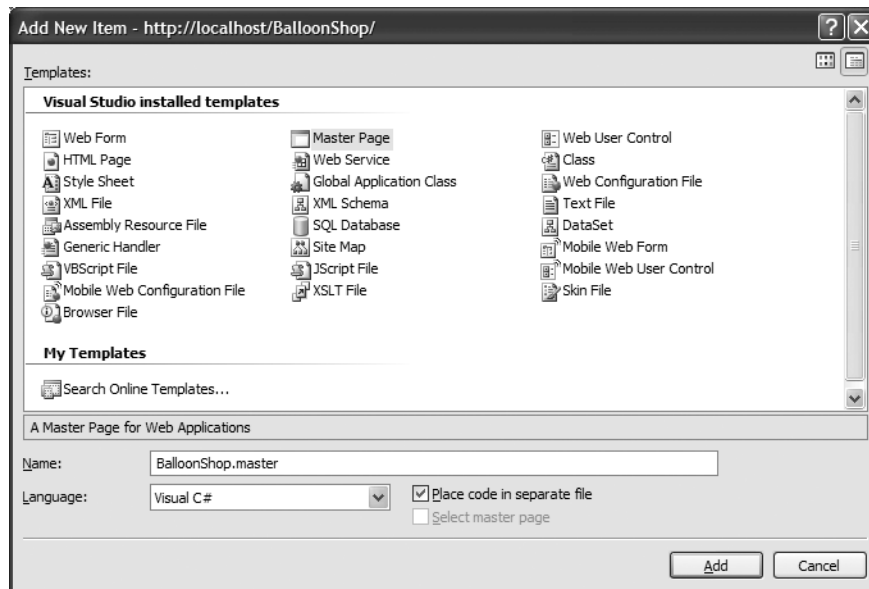 Add New Item - http://localhost/BalloonShop/
Templates:
Visual Studio installed templates
Web Form Master Page Web User Control
HTML Page Web Service Class
Style Sheet Global Application Class Web Configuration File
XML File XML Schema Text File
Assembly Resource File SQL Database DataSet
Generic Handler Site Map Mobile Web Form
VBScript File JScript File Mobile Web User Control
Mobile Web Configuration File XSLT File Skin File
Browser File
My Templates
Search Online Templates...
A Master Page for Web Applications
Name: BalloonShop.master
Language: Visual C# Place code in separate file
Select master page
Add Cancel